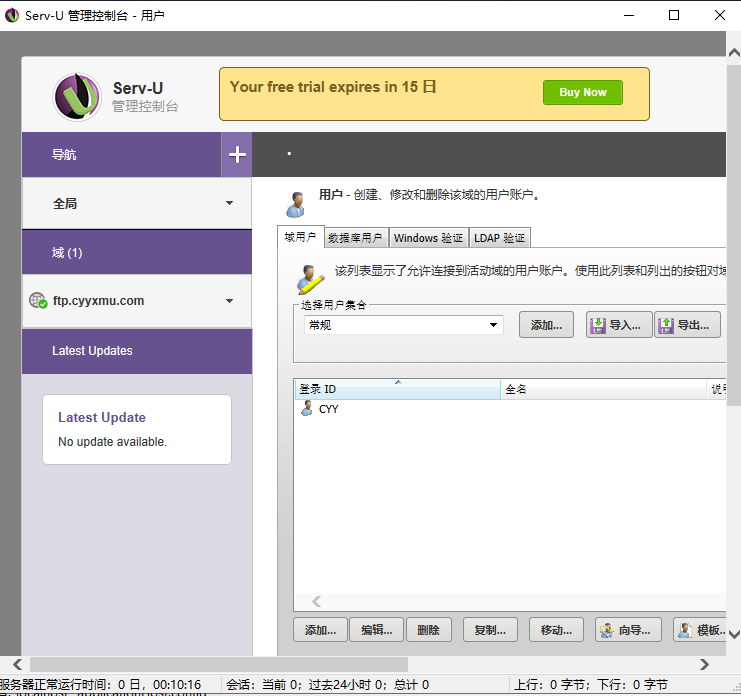 Serv-U 管理控制台 - 用户
Serv-U
管理控制台
Your free trial expires in 15 日
Buy Now
导航
全局
域 (1)
ftp.cyyxmu.com
Latest Updates
Latest Update
No update available.
用户 - 创建、修改和删除该域的用户账户。
域用户 数据库用户 Windows 验证 LDAP 验证
该列表显示了允许连接到活动域的用户账户。使用此列表和列出的按钮对域
选择用户集合
常规 添加... 导入... 导出...
登录 ID 全名 说明
CYY
添加... 编辑... 删除 复制... 移动... 向导... 模板...
服务器正常运行时间：0 日，00:10:16 会话：当前 0；过去24小时 0；总计 0 上行：0 字节；下行：0 字节